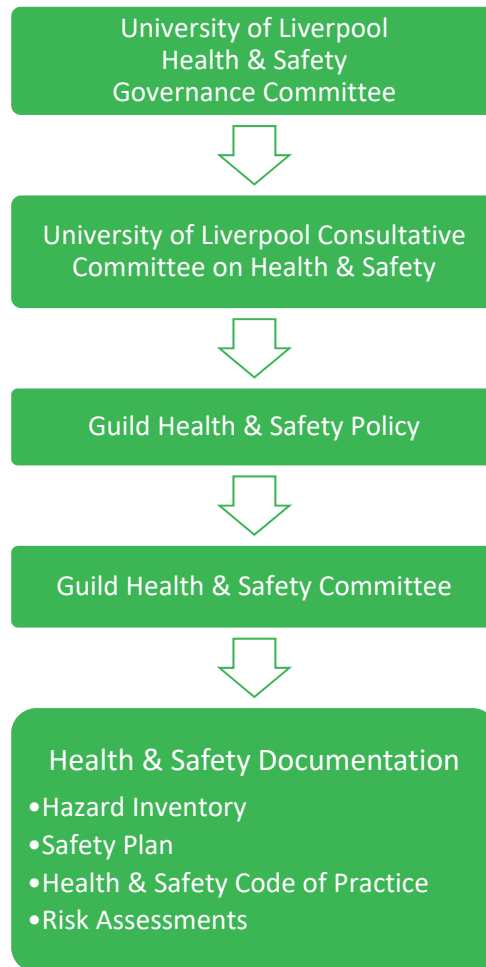 University of Liverpool
Health & Safety
Governance Committee
University of Liverpool Consultative
Committee on Health & Safety
Guild Health & Safety Policy
Guild Health & Safety Committee
Health & Safety Documentation
•Hazard Inventory
•Safety Plan
•Health & Safety Code of Practice
•Risk Assessments